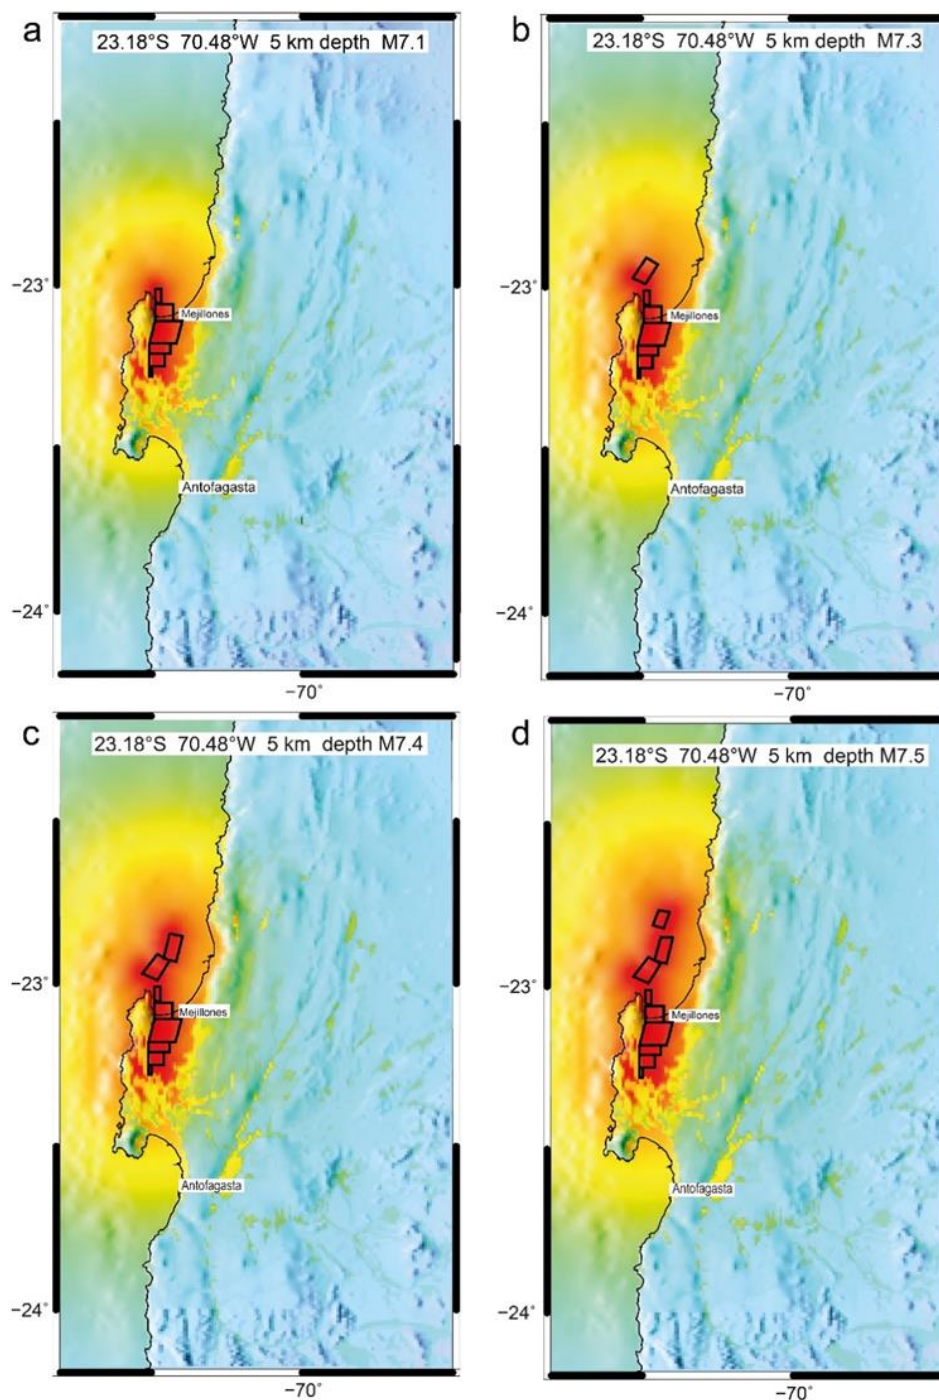 a
23.18°S 70.48°W 5 km depth M7.1
−23°
Mejillones
Antofagasta
−24°
−70°
b
23.18°S 70.48°W 5 km depth M7.3
−23°
Mejillones
Antofagasta
−24°
−70°
c
23.18°S 70.48°W 5 km depth M7.4
−23°
Mejillones
Antofagasta
−24°
−70°
d
23.18°S 70.48°W 5 km depth M7.5
−23°
Mejillones
Antofagasta
−24°
−70°